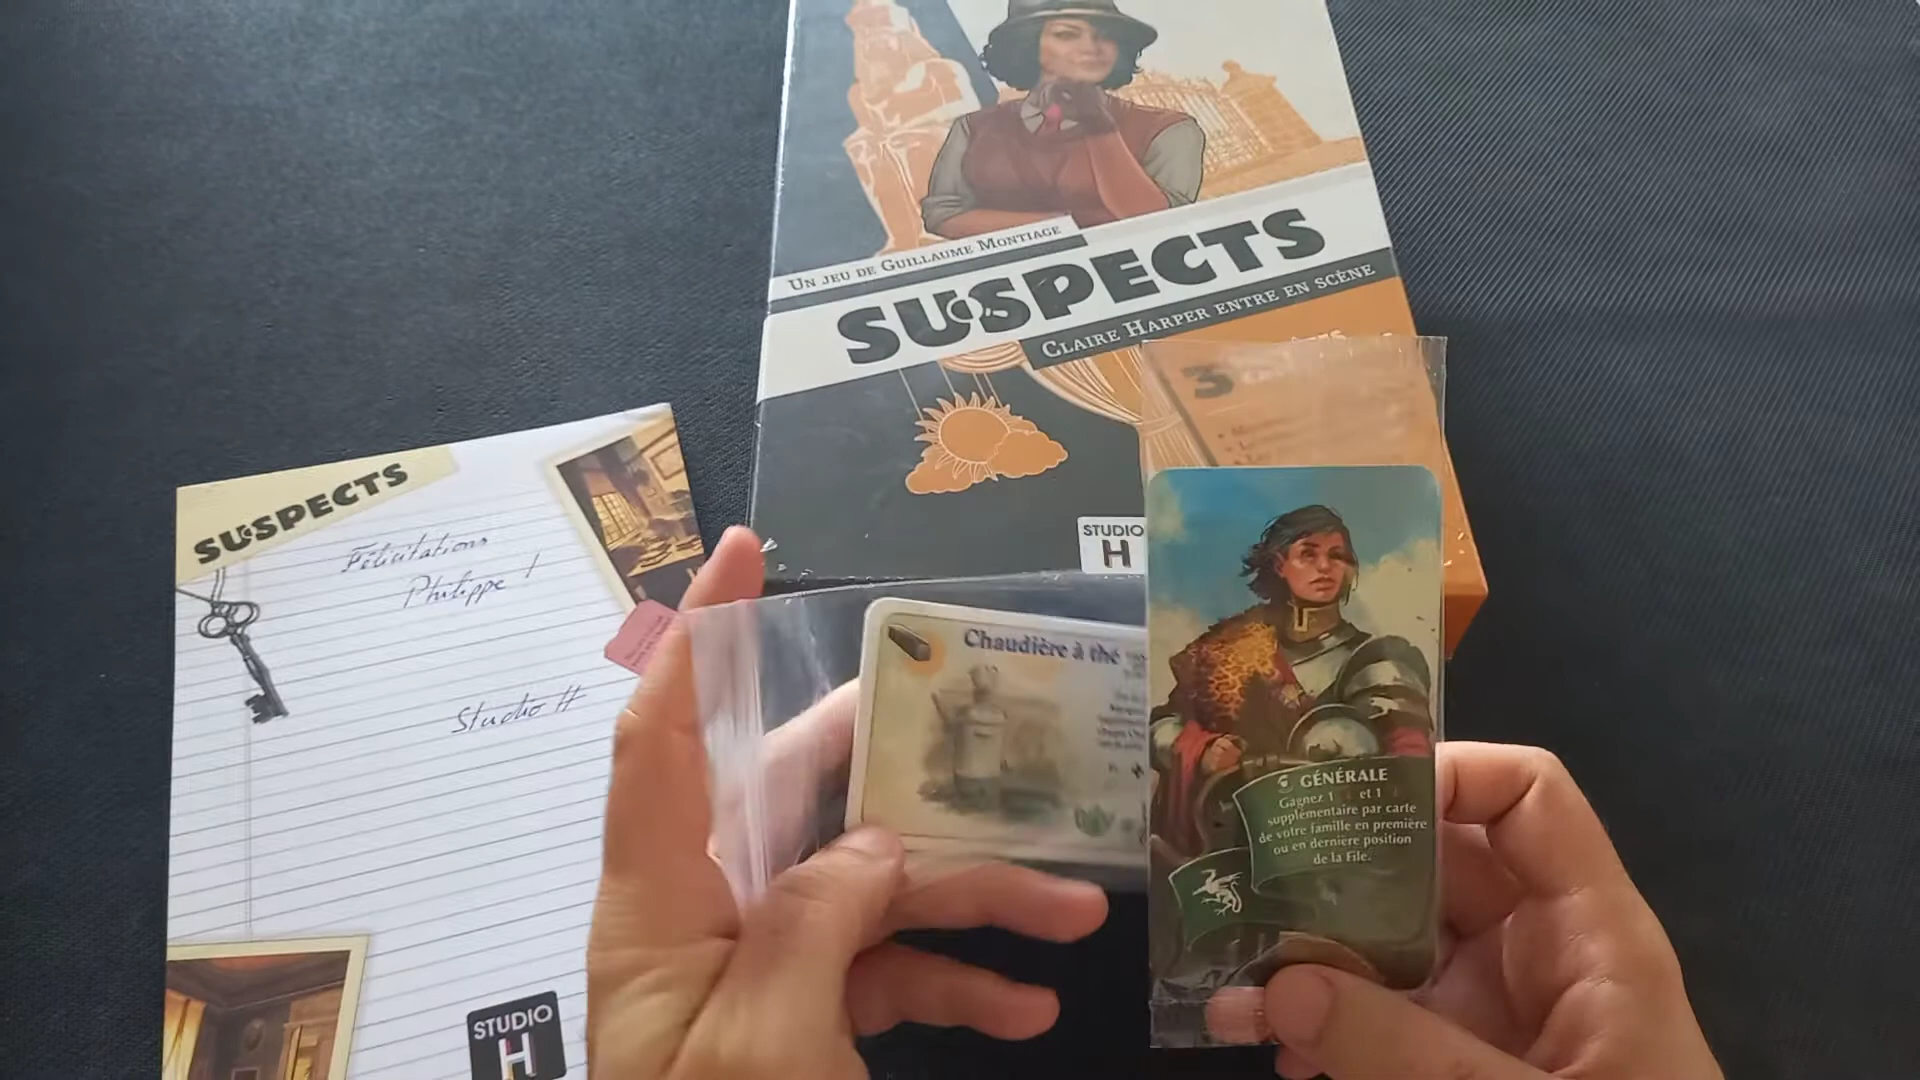 UN JEU DE GUILLAUME MONTIAGE
SUSPECTS
CLAIRE HARPER ENTRE EN SCÈNE
3
STUDIO
H
SUSPECTS
Félicitations
Philippe !
Studio H
STUDIO
H
Chaudière à thé
GÉNÉRALE
Gagnez 1 et 1
supplémentaire par carte
de votre famille en première
ou en dernière position
de la File.